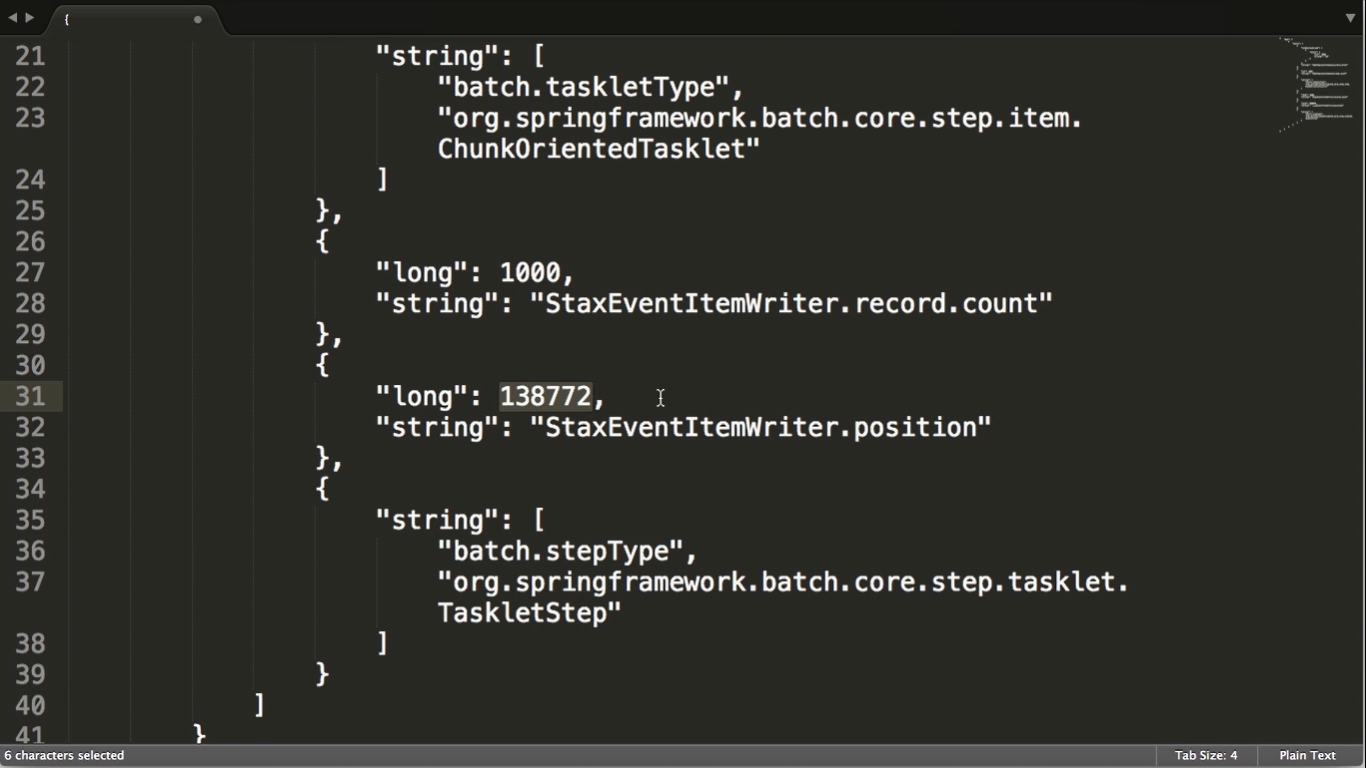 {
21 "string": [
22 "batch.taskletType",
23 "org.springframework.batch.core.step.item.
ChunkOrientedTasklet"
24 ]
25 },
26 {
27 "long": 1000,
28 "string": "StaxEventItemWriter.record.count"
29 },
30 {
31 "long": 138772,
32 "string": "StaxEventItemWriter.position"
33 },
34 {
35 "string": [
36 "batch.stepType",
37 "org.springframework.batch.core.step.tasklet.
TaskletStep"
38 ]
39 }
40 ]
41 }
6 characters selected Tab Size: 4 Plain Text